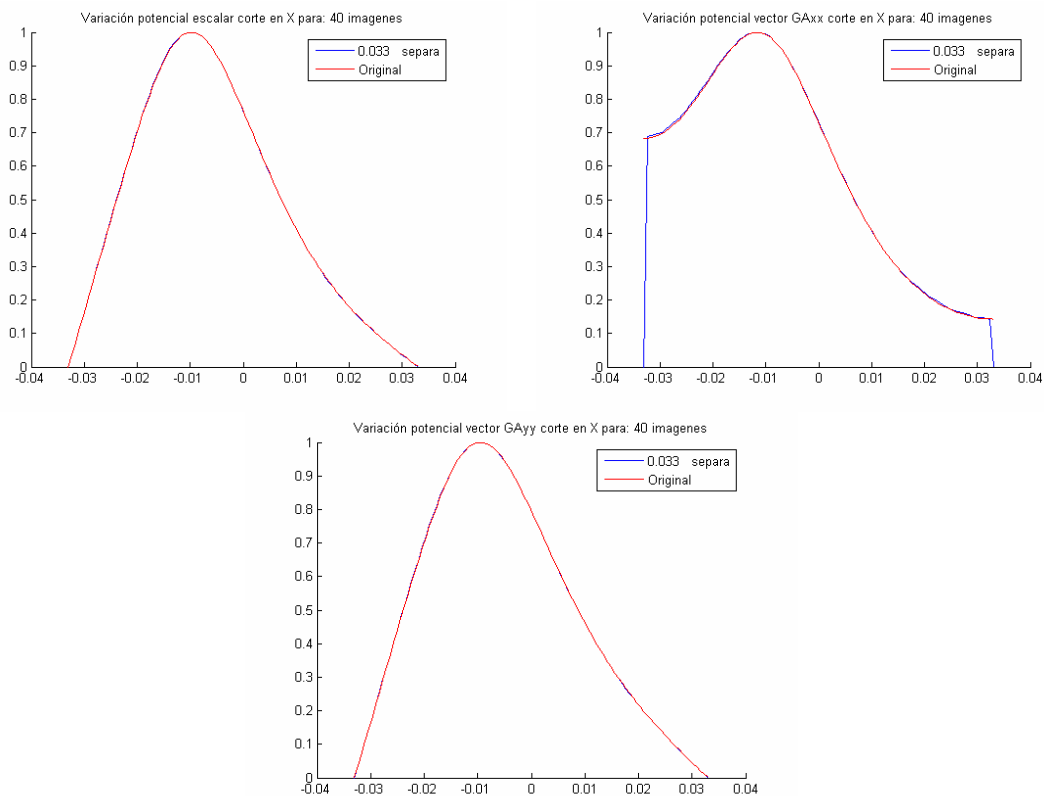 Variación potencial escalar corte en X para: 40 imagenes
1
0.9
0.8
0.7
0.6
0.5
0.4
0.3
0.2
0.1
0
-0.04 -0.03 -0.02 -0.01 0 0.01 0.02 0.03 0.04
0.033 separa
Original
Variación potencial vector GAxx corte en X para: 40 imagenes
1
0.9
0.8
0.7
0.6
0.5
0.4
0.3
0.2
0.1
0
-0.04 -0.03 -0.02 -0.01 0 0.01 0.02 0.03 0.04
0.033 separa
Original
Variación potencial vector GAyy corte en X para: 40 imagenes
1
0.9
0.8
0.7
0.6
0.5
0.4
0.3
0.2
0.1
0
-0.04 -0.03 -0.02 -0.01 0 0.01 0.02 0.03 0.04
0.033 separa
Original